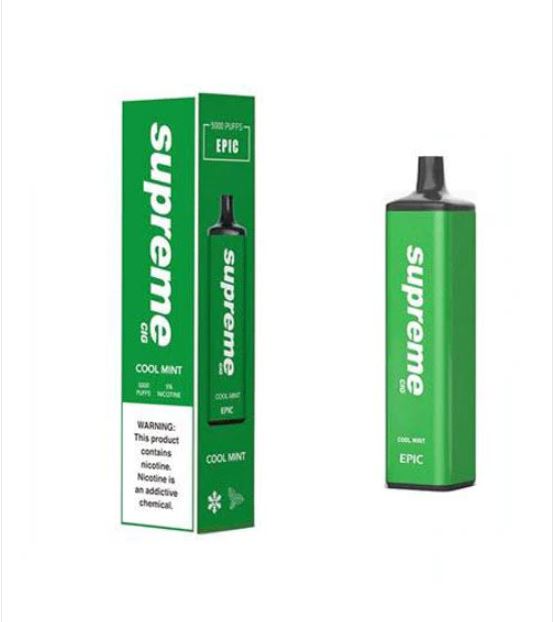 supreme
CIG
COOL MINT
5000 PUFFS
5% NICOTINE
WARNING:
This product
contains
nicotine.
Nicotine is
an addictive
chemical.
5000 PUFFS
EPIC
supreme
CIG
COOL MINT
EPIC
COOL MINT
supreme
CIG
COOL MINT
EPIC